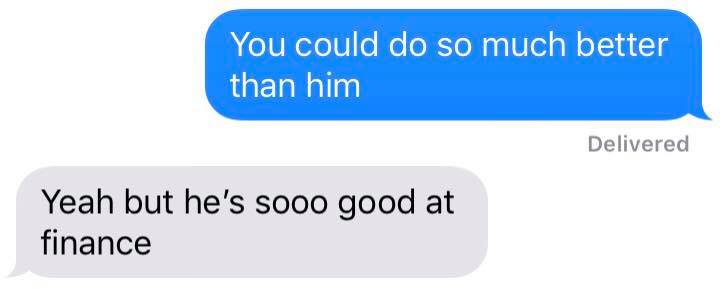 You could do so much better
than him
Delivered
Yeah but he’s sooo good at
finance